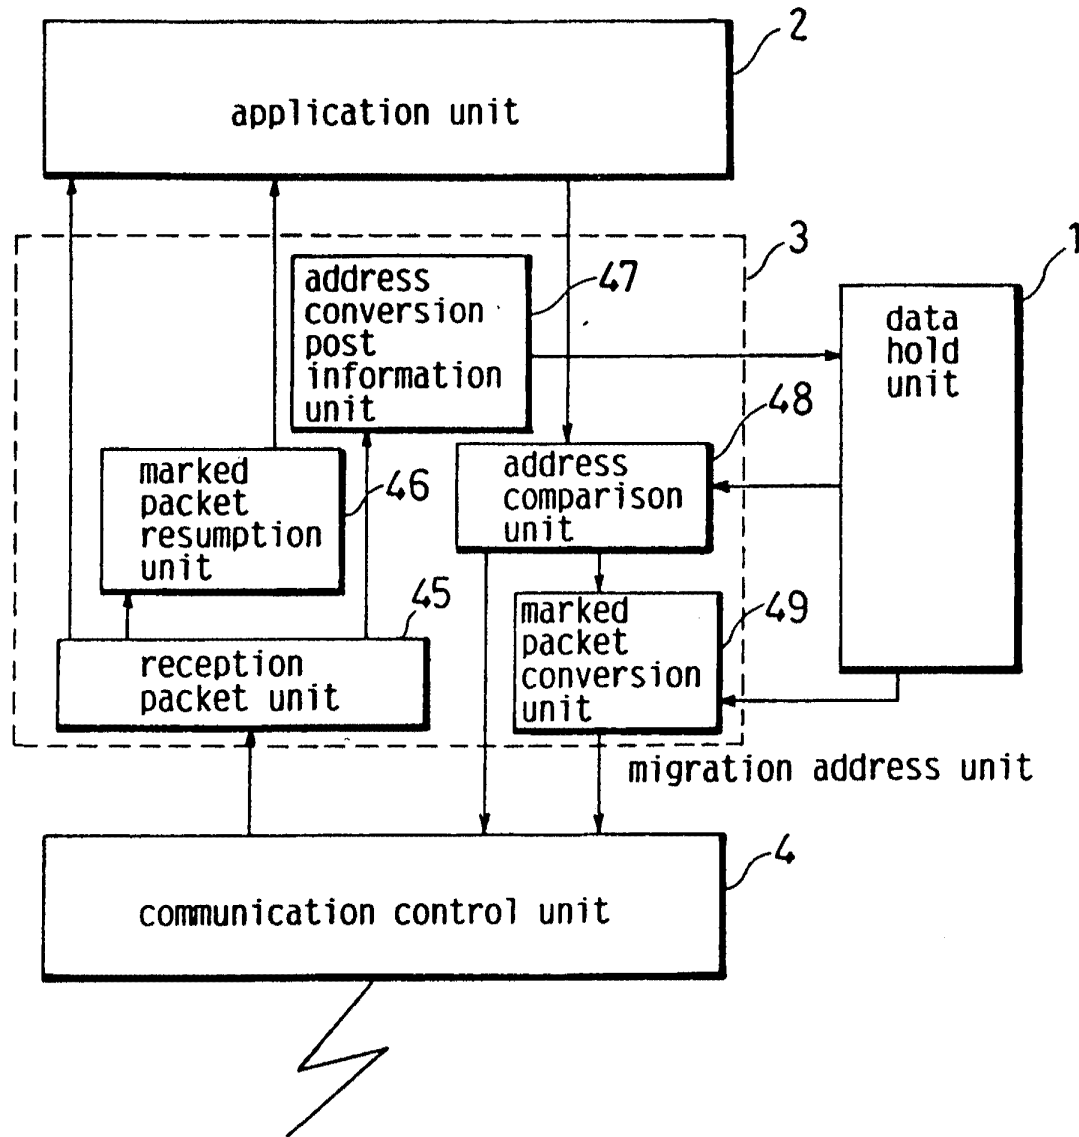 2
application unit
3
1
address
conversion
post
information
unit
47
data
hold
unit
48
address
comparison
unit
marked
packet
resumption
unit
46
45
reception
packet unit
marked
packet
conversion
unit
49
migration address unit
4
communication control unit